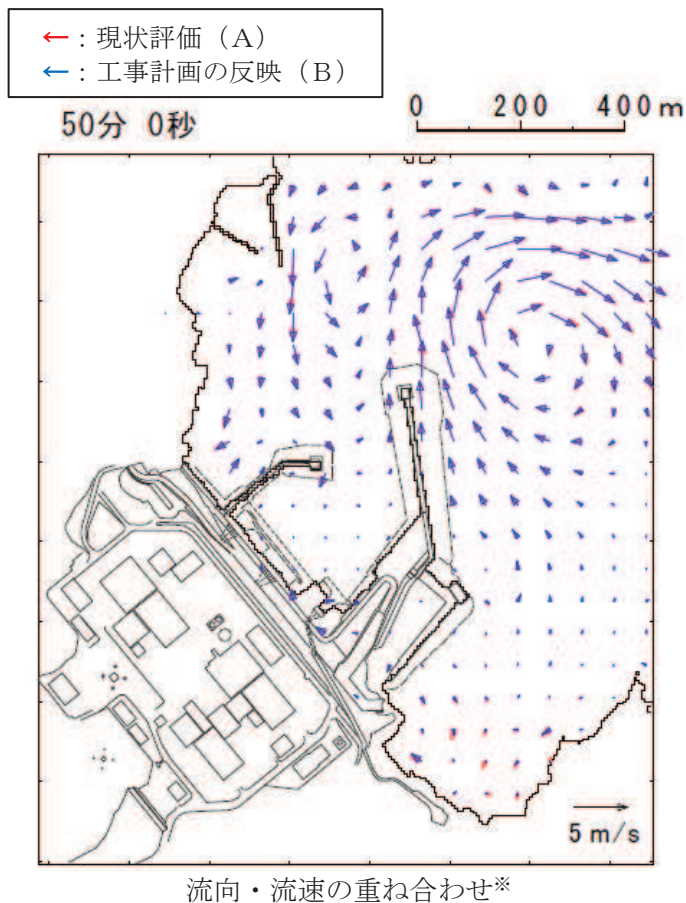 ←：現状評価（A）
←：工事計画の反映（B）
50分 0秒
0 200 400m
5 m/s
流向・流速の重ね合わせ※